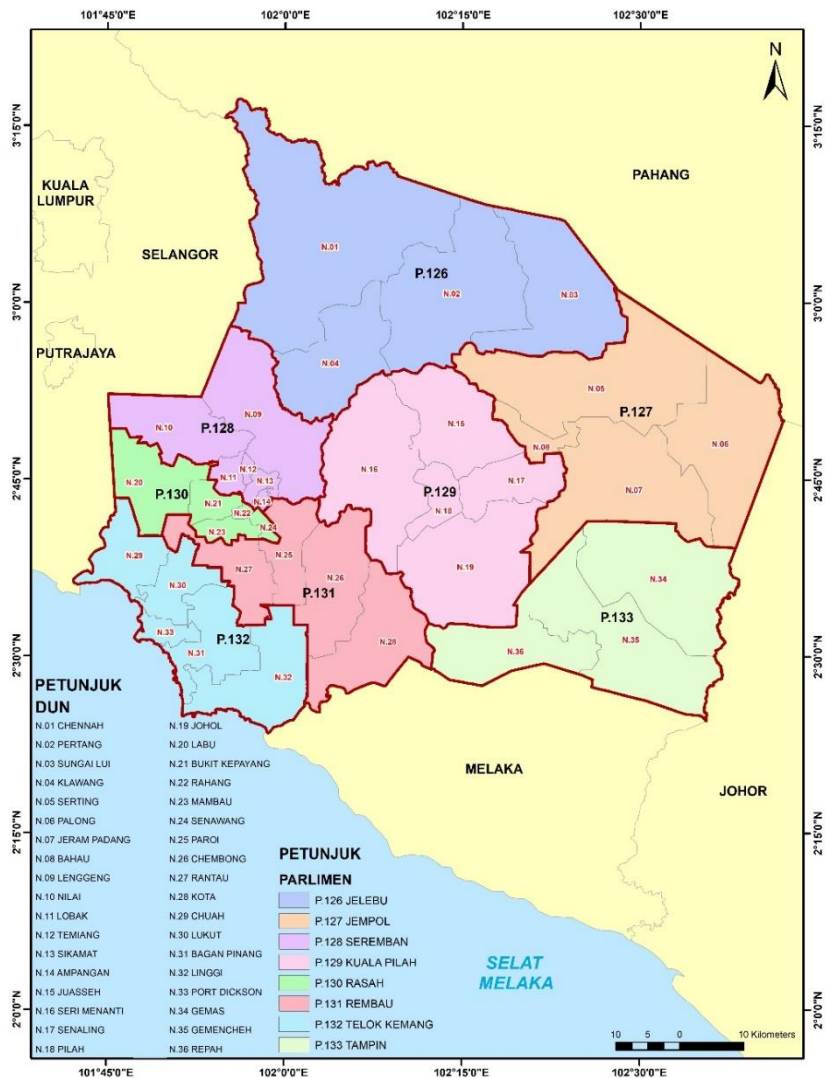 101°45'0"N
102°0'0"N
102°15'0"N
102°30'0"N
N
3°15'0"N
3°15'0"N
KUALA
LUMPUR
PAHANG
SELANGOR
N.01
P.126
N.02
N.03
3°0'0"N
3°0'0"N
PUTRAJAYA
N.04
N.05
P.127
N.06
N.09
N.10
P.128
N.15
N.08
N.16
N.12
N.11
N.13
N.17
2°45'0"N
2°45'0"N
N.20
P.130
P.129
N.07
N.14
N.21
N.22
N.18
N.24
N.23
N.25
N.29
N.27
N.26
N.19
N.34
N.30
P.131
P.133
N.33
P.132
N.28
N.35
N.31
N.36
2°30'0"N
2°30'0"N
N.32
PETUNJUK
DUN
N.01 CHENNAH
N.02 PERTANG
N.03 SUNGAI LUI
N.04 KLAWANG
N.05 SERTING
N.06 PALONG
N.07 JERAM PADANG
N.08 BAHAU
N.09 LENGGENG
N.10 NILAI
N.11 LOBAK
N.12 TEMIANG
N.13 SIKAMAT
N.14 AMPANGAN
N.15 JUASSEH
N.16 SERI MENANTI
N.17 SENALING
N.18 PILAH
N.19 JOHOL
N.20 LABU
N.21 BUKIT KEPAYANG
N.22 RAHANG
N.23 MAMBAU
N.24 SENAWANG
N.25 PAROI
N.26 CHEMBONG
N.27 RANTAU
N.28 KOTA
N.29 CHUAH
N.30 LUKUT
N.31 BAGAN PINANG
N.32 LINGGI
N.33 PORT DICKSON
N.34 GEMAS
N.35 GEMENCHEH
N.36 REPAH
MELAKA
JOHOR
2°15'0"N
2°15'0"N
PETUNJUK
PARLIMEN
P.126 JELEBU
P.127 JEMPOL
P.128 SEREMBAN
P.129 KUALA PILAH
P.130 RASAH
P.131 REMBAU
P.132 TELOK KEMANG
P.133 TAMPIN
SELAT
MELAKA
2°0'0"N
2°0'0"N
10 5 0 10 Kilometers
101°45'0"N
102°0'0"N
102°15'0"N
102°30'0"N